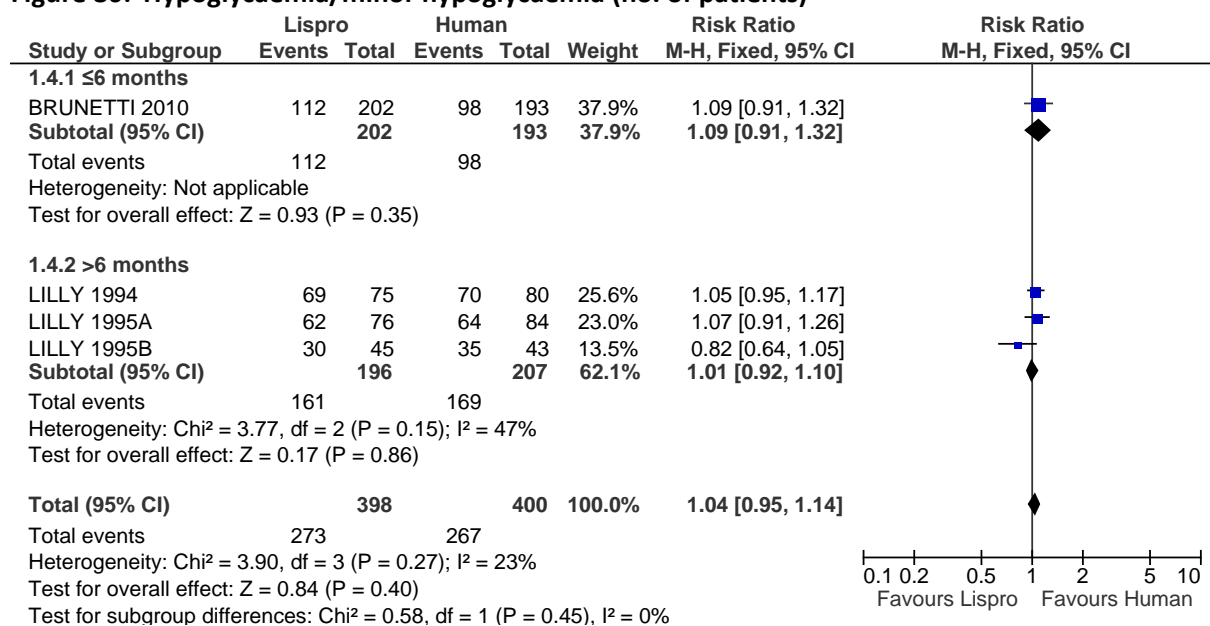 Lispro Human Risk Ratio Risk Ratio
Study or Subgroup Events Total Events Total Weight M-H, Fixed, 95% CI M-H, Fixed, 95% CI
1.4.1 ≤6 months
BRUNETTI 2010 112 202 98 193 37.9% 1.09 [0.91, 1.32]
Subtotal (95% CI) 202 193 37.9% 1.09 [0.91, 1.32]
Total events 112 98
Heterogeneity: Not applicable
Test for overall effect: Z = 0.93 (P = 0.35)
1.4.2 >6 months
LILLY 1994 69 75 70 80 25.6% 1.05 [0.95, 1.17]
LILLY 1995A 62 76 64 84 23.0% 1.07 [0.91, 1.26]
LILLY 1995B 30 45 35 43 13.5% 0.82 [0.64, 1.05]
Subtotal (95% CI) 196 207 62.1% 1.01 [0.92, 1.10]
Total events 161 169
Heterogeneity: Chi² = 3.77, df = 2 (P = 0.15); I² = 47%
Test for overall effect: Z = 0.17 (P = 0.86)
Total (95% CI) 398 400 100.0% 1.04 [0.95, 1.14]
Total events 273 267
Heterogeneity: Chi² = 3.90, df = 3 (P = 0.27); I² = 23%
Test for overall effect: Z = 0.84 (P = 0.40)
Test for subgroup differences: Chi² = 0.58, df = 1 (P = 0.45), I² = 0%
0.1 0.2 0.5 1 2 5 10
Favours Lispro Favours Human